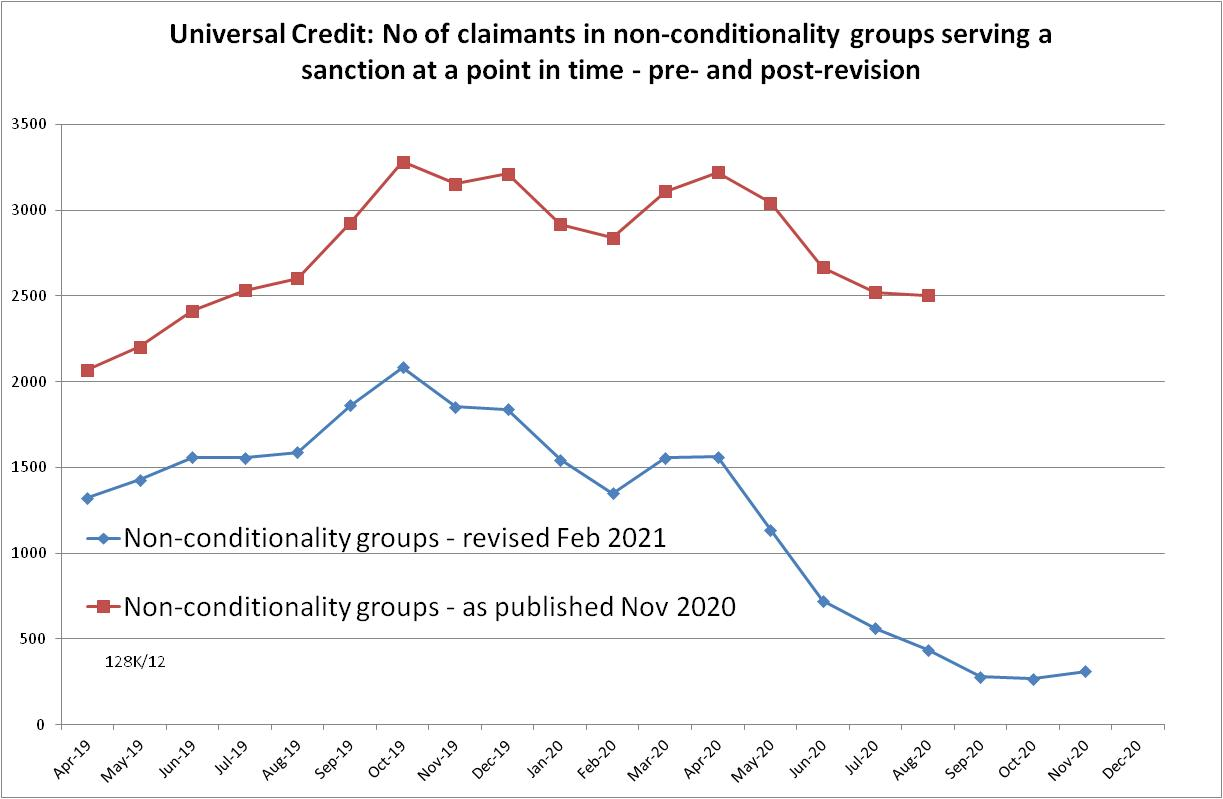 Universal Credit: No of claimants in non-conditionality groups serving a
sanction at a point in time - pre- and post-revision
3500
3000
2500
2000
1500
1000
500
0
Non-conditionality groups - revised Feb 2021
Non-conditionality groups - as published Nov 2020
128K/12
Apr-19
May-19
Jun-19
Jul-19
Aug-19
Sep-19
Oct-19
Nov-19
Dec-19
Jan-20
Feb-20
Mar-20
Apr-20
May-20
Jun-20
Jul-20
Aug-20
Sep-20
Oct-20
Nov-20
Dec-20